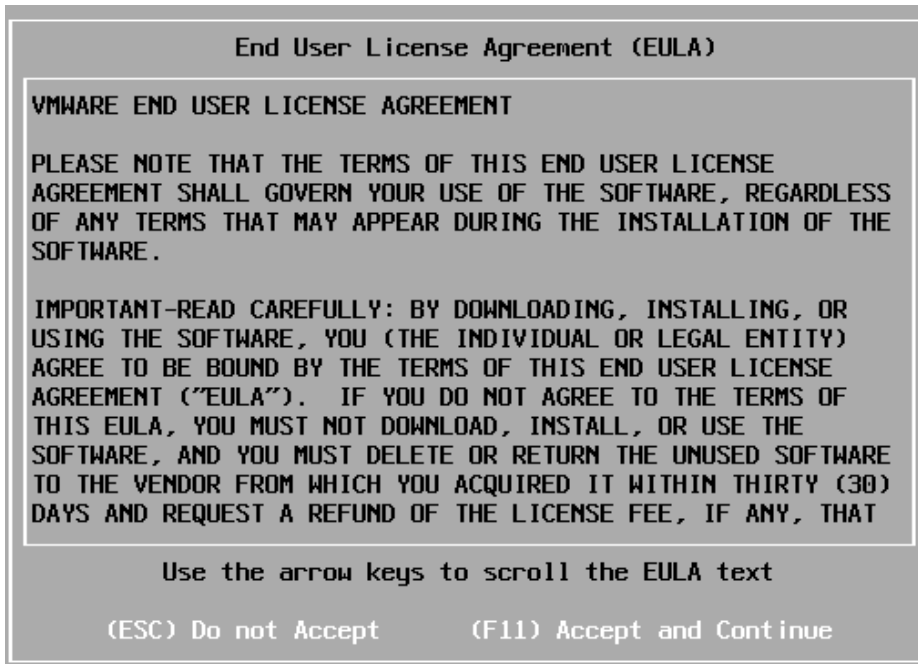 End User License Agreement (EULA)
VMWARE END USER LICENSE AGREEMENT
PLEASE NOTE THAT THE TERMS OF THIS END USER LICENSE
AGREEMENT SHALL GOVERN YOUR USE OF THE SOFTWARE, REGARDLESS
OF ANY TERMS THAT MAY APPEAR DURING THE INSTALLATION OF THE
SOFTWARE.
IMPORTANT-READ CAREFULLY: BY DOWNLOADING, INSTALLING, OR
USING THE SOFTWARE, YOU (THE INDIVIDUAL OR LEGAL ENTITY)
AGREE TO BE BOUND BY THE TERMS OF THIS END USER LICENSE
AGREEMENT ("EULA").  IF YOU DO NOT AGREE TO THE TERMS OF
THIS EULA, YOU MUST NOT DOWNLOAD, INSTALL, OR USE THE
SOFTWARE, AND YOU MUST DELETE OR RETURN THE UNUSED SOFTWARE
TO THE VENDOR FROM WHICH YOU ACQUIRED IT WITHIN THIRTY (30)
DAYS AND REQUEST A REFUND OF THE LICENSE FEE, IF ANY, THAT
Use the arrow keys to scroll the EULA text
(ESC) Do not Accept (F11) Accept and Continue